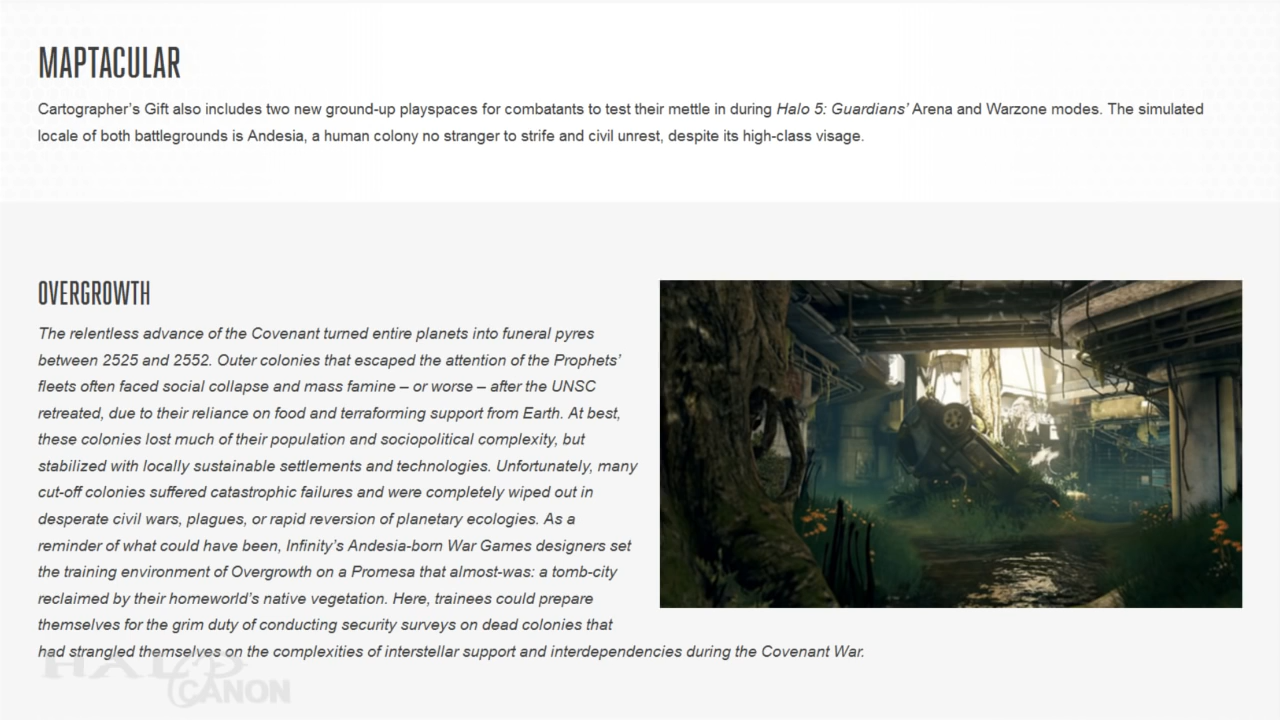 MAPTACULAR
Cartographer’s Gift also includes two new ground-up playspaces for combatants to test their mettle in during Halo 5: Guardians’ Arena and Warzone modes. The simulated
locale of both battlegrounds is Andesia, a human colony no stranger to strife and civil unrest, despite its high-class visage.
OVERGROWTH
The relentless advance of the Covenant turned entire planets into funeral pyres
between 2525 and 2552. Outer colonies that escaped the attention of the Prophets’
fleets often faced social collapse and mass famine – or worse – after the UNSC
retreated, due to their reliance on food and terraforming support from Earth. At best,
these colonies lost much of their population and sociopolitical complexity, but
stabilized with locally sustainable settlements and technologies. Unfortunately, many
cut-off colonies suffered catastrophic failures and were completely wiped out in
desperate civil wars, plagues, or rapid reversion of planetary ecologies. As a
reminder of what could have been, Infinity’s Andesia-born War Games designers set
the training environment of Overgrowth on a Promesa that almost-was: a tomb-city
reclaimed by their homeworld’s native vegetation. Here, trainees could prepare
themselves for the grim duty of conducting security surveys on dead colonies that
had strangled themselves on the complexities of interstellar support and interdependencies during the Covenant War.
HALO
CANON